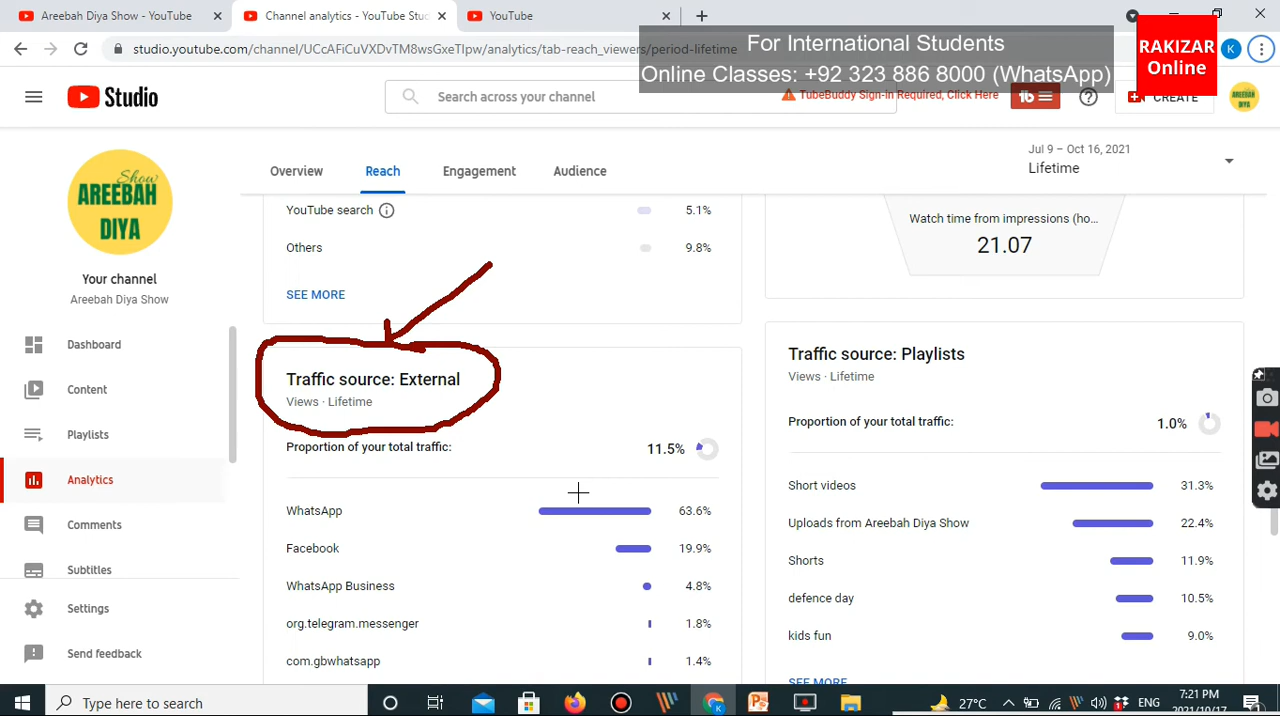 Areebah Diya Show - YouTube
Channel analytics - YouTube Stud
YouTube
studio.youtube.com/channel/UCcAFiCuVXDvTM8wsGxeTIpw/analytics/tab-reach_viewers/period-lifetime
For International Students
Online Classes: +92 323 886 8000 (WhatsApp)
RAKIZAR
Online
K
Studio
Search across your channel
TubeBuddy Sign-in Required, Click Here
CREATE
AREEBAH
DIYA
Show
AREEBAH
DIYA
Your channel
Areebah Diya Show
Dashboard
Content
Playlists
Analytics
Comments
Subtitles
Settings
Send feedback
Overview
Reach
Engagement
Audience
Jul 9 – Oct 16, 2021
Lifetime
YouTube search 5.1%
Others 9.8%
SEE MORE
Watch time from impressions (ho...
21.07
Traffic source: External
Views · Lifetime
Proportion of your total traffic: 11.5%
WhatsApp 63.6%
Facebook 19.9%
WhatsApp Business 4.8%
org.telegram.messenger 1.8%
com.gbwhatsapp 1.4%
Traffic source: Playlists
Views · Lifetime
Proportion of your total traffic: 1.0%
Short videos 31.3%
Uploads from Areebah Diya Show 22.4%
Shorts 11.9%
defence day 10.5%
kids fun 9.0%
SEE MORE
Type here to search
27°C
ENG
7:21 PM
2021/10/17